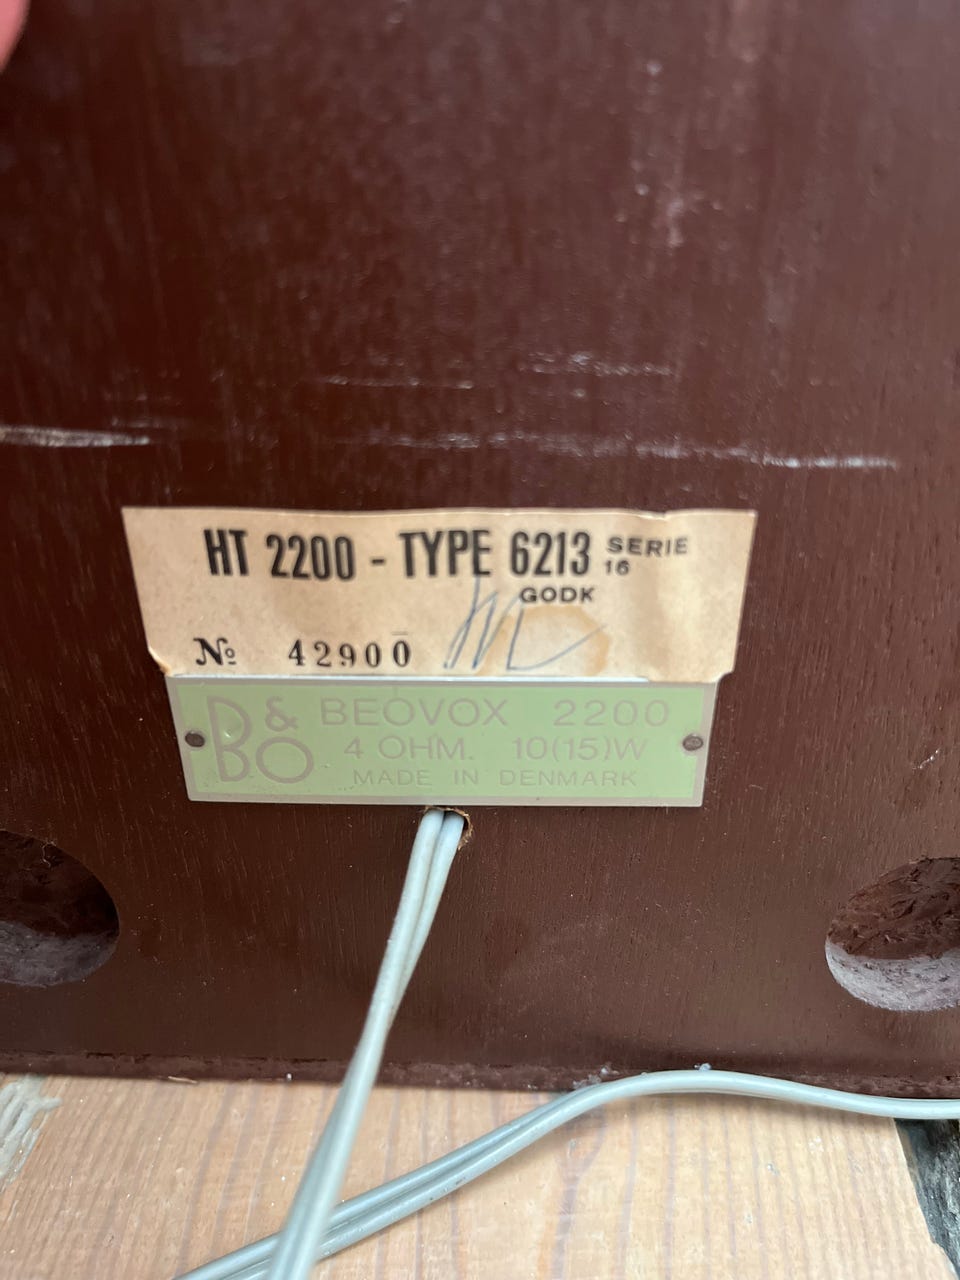 HT 2200 - TYPE 6213 SERIE 16
GODK
№ 42900
B&O BEOVOX 2200
4 OHM. 10(15)W
MADE IN DENMARK